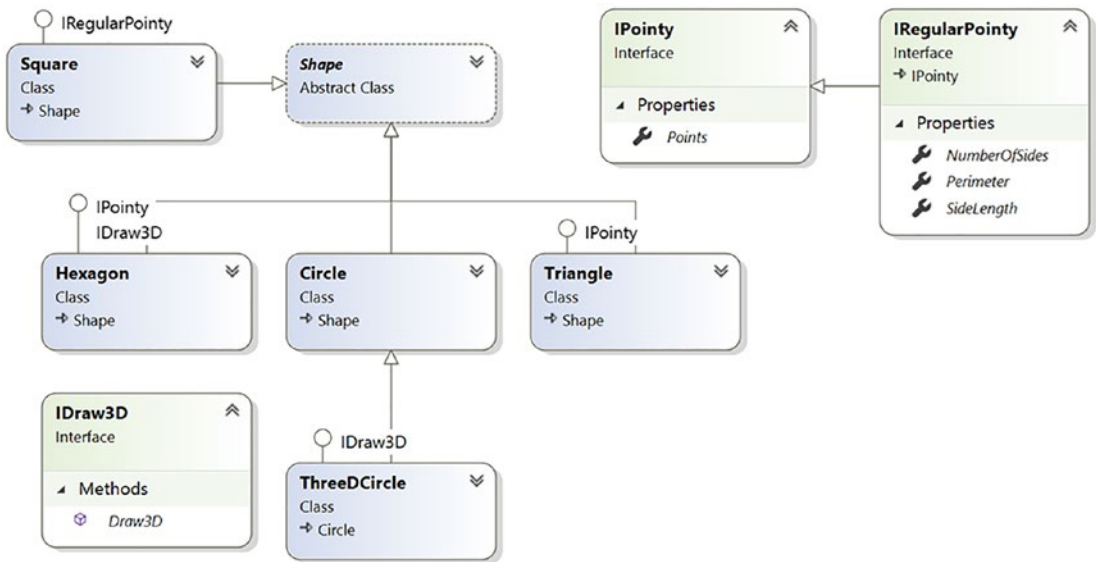 IRegularPointy
Square
Class
Shape
Shape
Abstract Class
IPointy
Interface
Properties
Points
IRegularPointy
Interface
IPointy
Properties
NumberOfSides
Perimeter
SideLength
IPointy
IDraw3D
Hexagon
Class
Shape
Circle
Class
Shape
IPointy
Triangle
Class
Shape
IDraw3D
Interface
Methods
Draw3D
IDraw3D
ThreeDCircle
Class
Circle